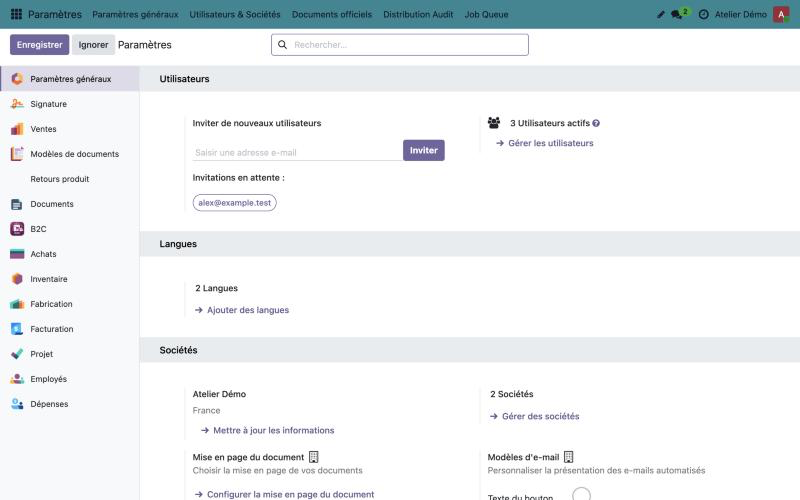 Paramètres Paramètres généraux Utilisateurs & Sociétés Documents officiels Distribution Audit Job Queue 2 Atelier Démo A
Enregistrer Ignorer Paramètres Rechercher...
Paramètres généraux
Signature
Ventes
Modèles de documents
Retours produit
Documents
B2C
Achats
Inventaire
Fabrication
Facturation
Projet
Employés
Dépenses
Utilisateurs
Inviter de nouveaux utilisateurs
Saisir une adresse e-mail Inviter
Invitations en attente :
alex@example.test
3 Utilisateurs actifs ?
→ Gérer les utilisateurs
Langues
2 Langues
→ Ajouter des langues
Sociétés
Atelier Démo
France
→ Mettre à jour les informations
2 Sociétés
→ Gérer des sociétés
Mise en page du document
Choisir la mise en page de vos documents
→ Configurer la mise en page du document
Modèles d'e-mail
Personnaliser la présentation des e-mails automatisés
Texte du bouton